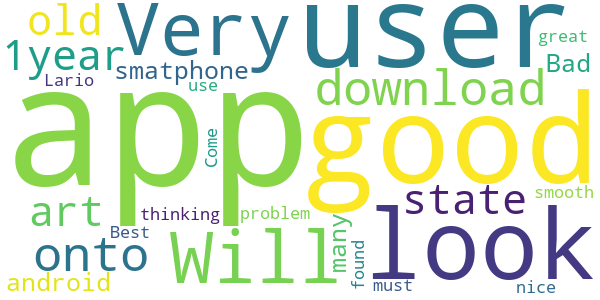 old
Very
user
great
1year
smatphone
Bad
Lario
use
download
app
good
Come
state
smooth
art
thinking
problem
look
Best
onto
Will
many
found
android
must
nice